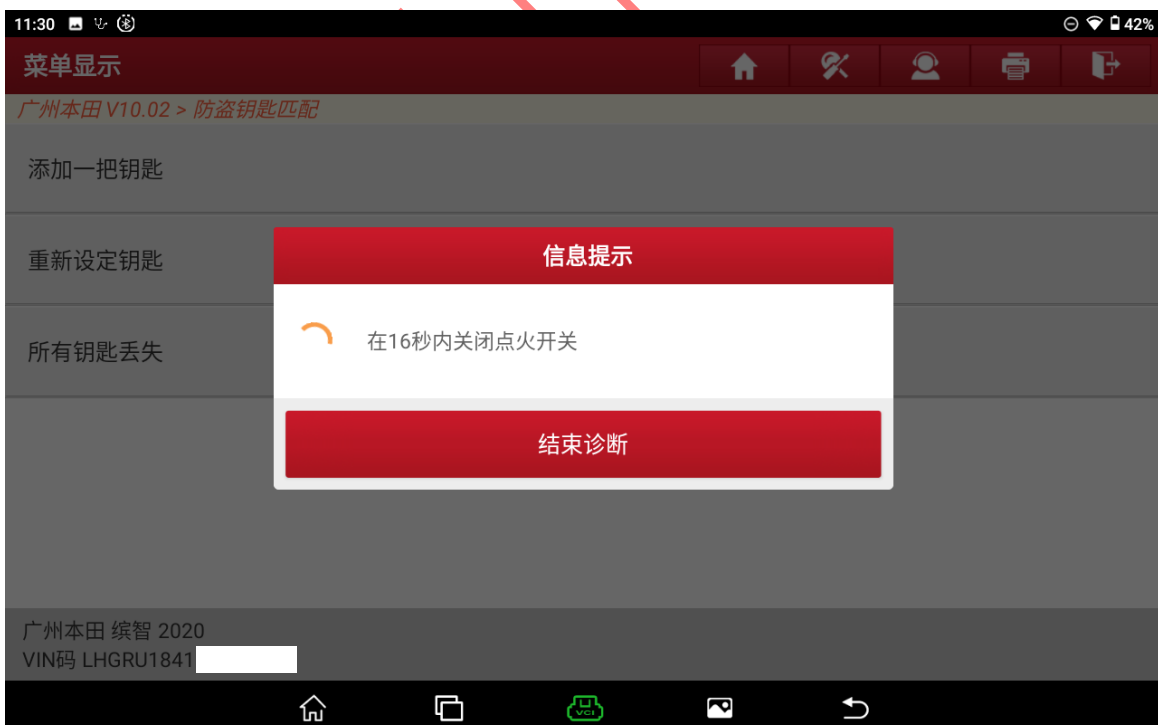 11:30
42%
菜单显示
广州本田 V10.02 > 防盗钥匙匹配
添加一把钥匙
重新设定钥匙
所有钥匙丢失
信息提示
在16秒内关闭点火开关
结束诊断
广州本田 缤智 2020
VIN码 LHGRU1841
VCI